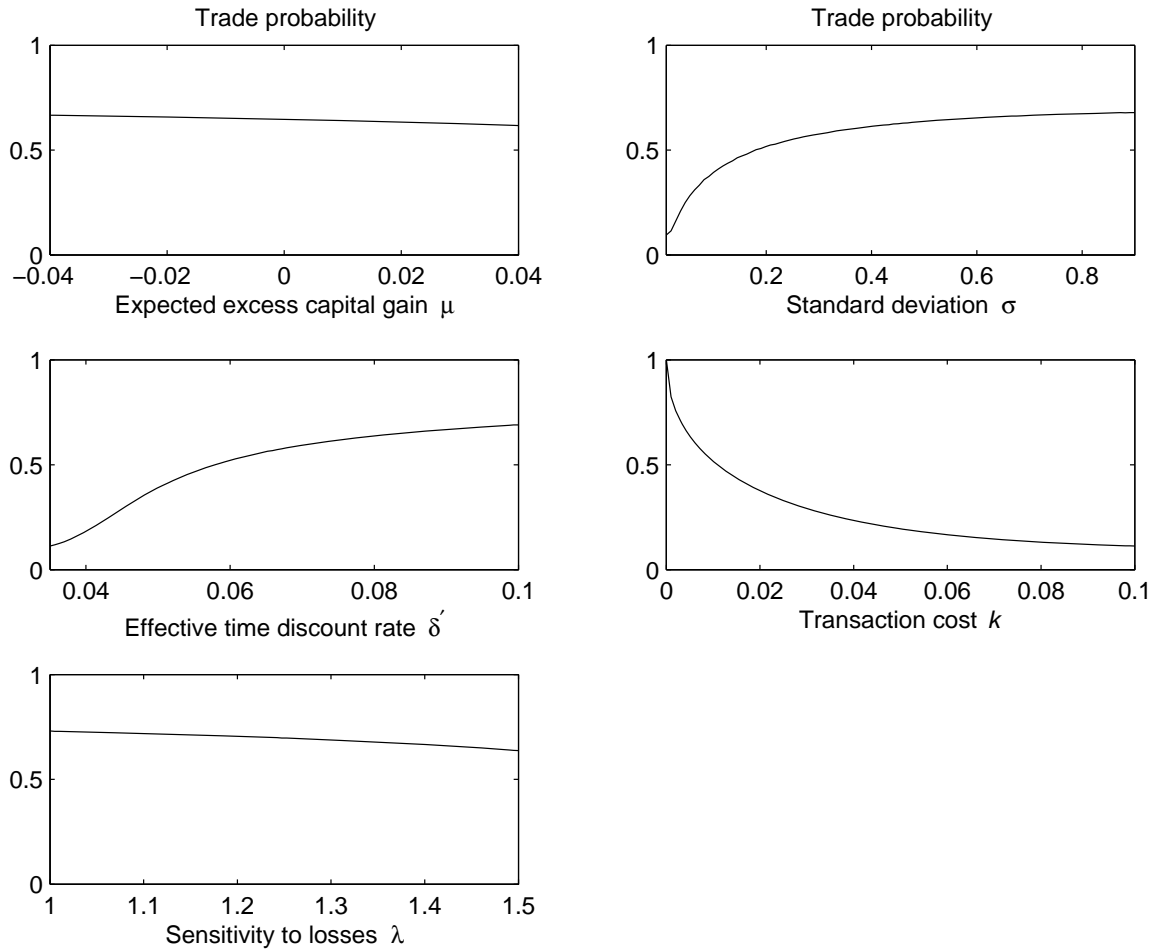 Trade probability
1
0.5
0
−0.04 −0.02 0 0.02 0.04
Expected excess capital gain μ
Trade probability
1
0.5
0
0.2 0.4 0.6 0.8
Standard deviation σ
1
0.5
0
0.04 0.06 0.08 0.1
Effective time discount rate δ′
1
0.5
0
0 0.02 0.04 0.06 0.08 0.1
Transaction cost k
1
0.5
0
1 1.1 1.2 1.3 1.4 1.5
Sensitivity to losses λ